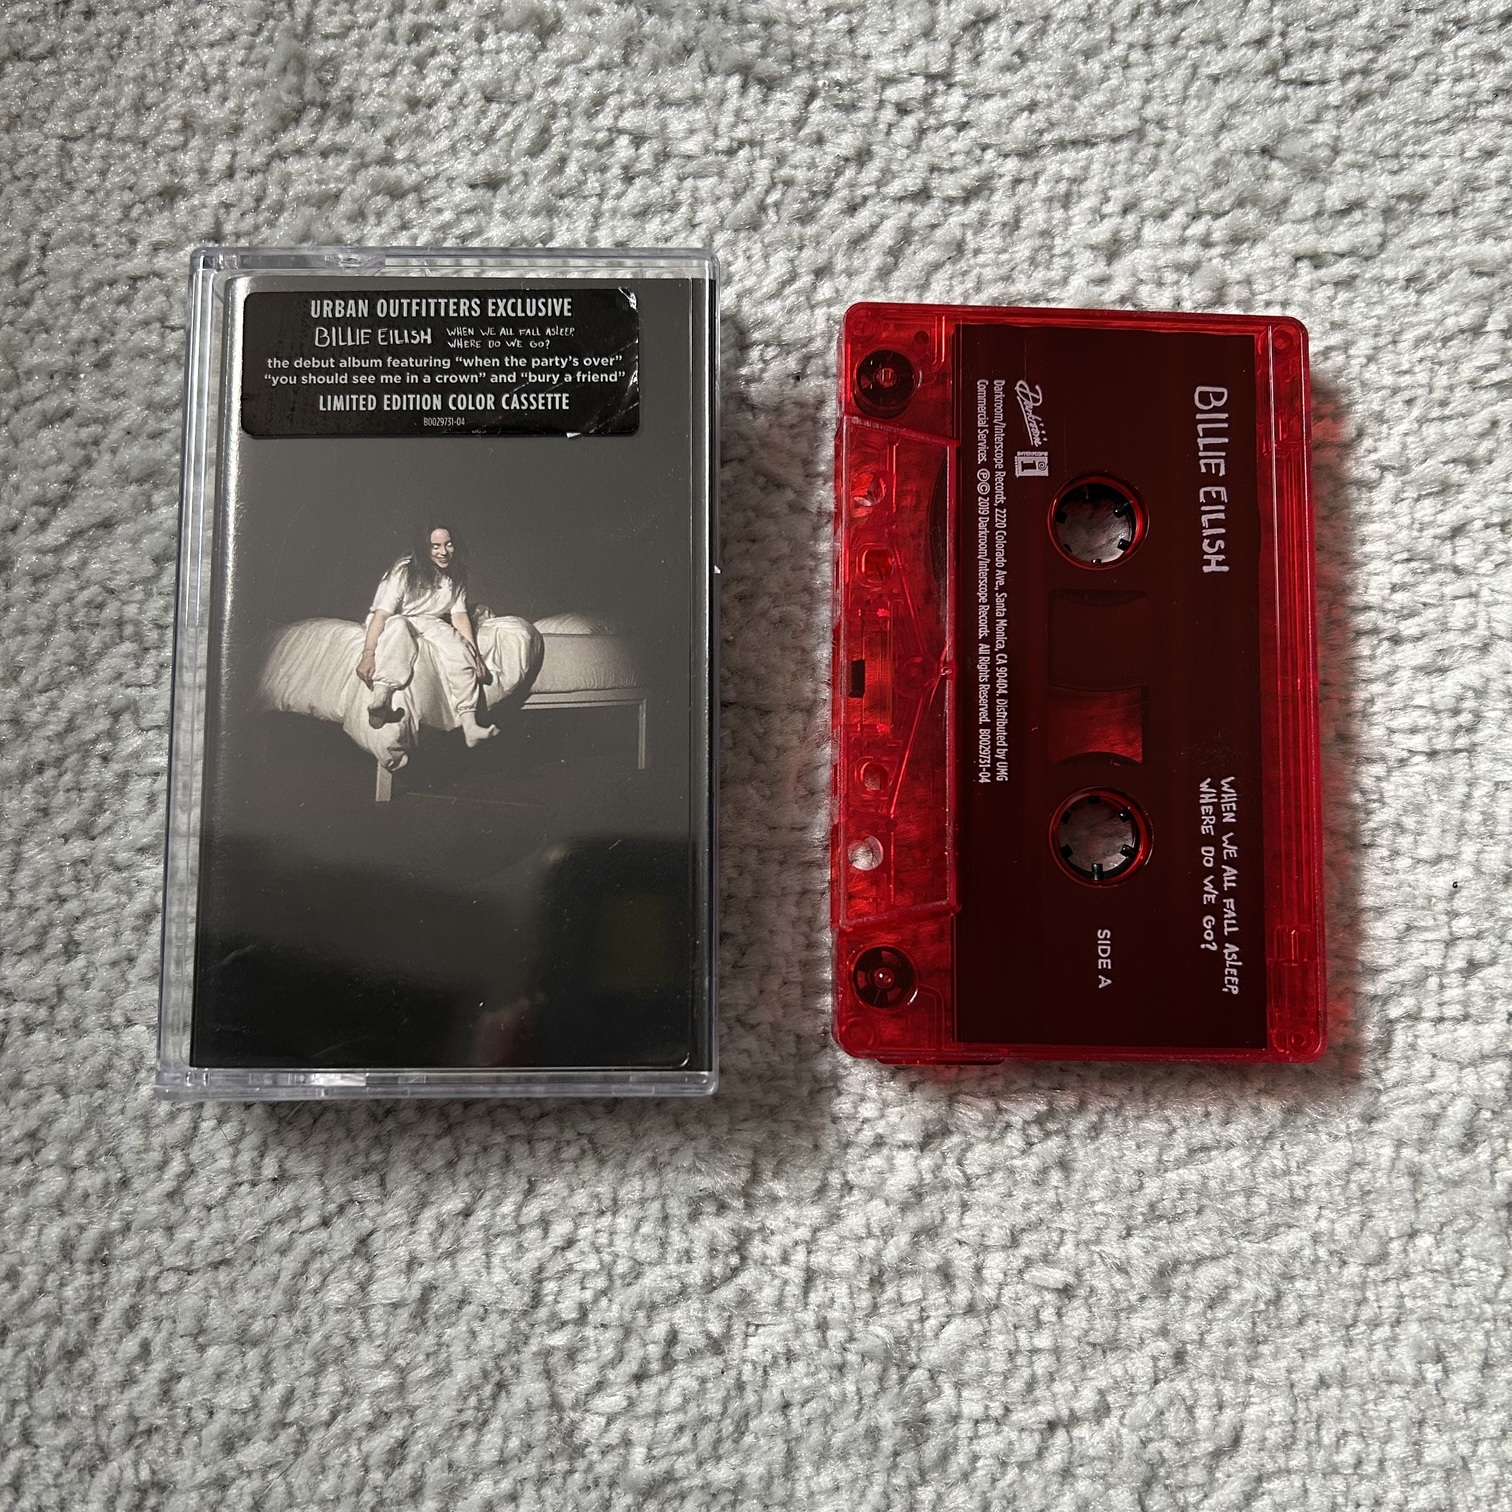 URBAN OUTFITTERS EXCLUSIVE
BILLIE EILISH WHEN WE ALL FALL ASLEEP,
WHERE DO WE GO?
the debut album featuring “when the party’s over”
“you should see me in a crown” and “bury a friend”
LIMITED EDITION COLOR CASSETTE
B0029731-04
BILLIE EILISH
WHEN WE ALL FALL ASLEEP,
WHERE DO WE GO?
SIDE A
Darkroom
INTERSCOPE
Darkroom/Interscope Records, 2220 Colorado Ave., Santa Monica, CA 90404. Distributed by UMG
Commercial Services. ℗© 2019 Darkroom/Interscope Records. All Rights Reserved. B0029731-04